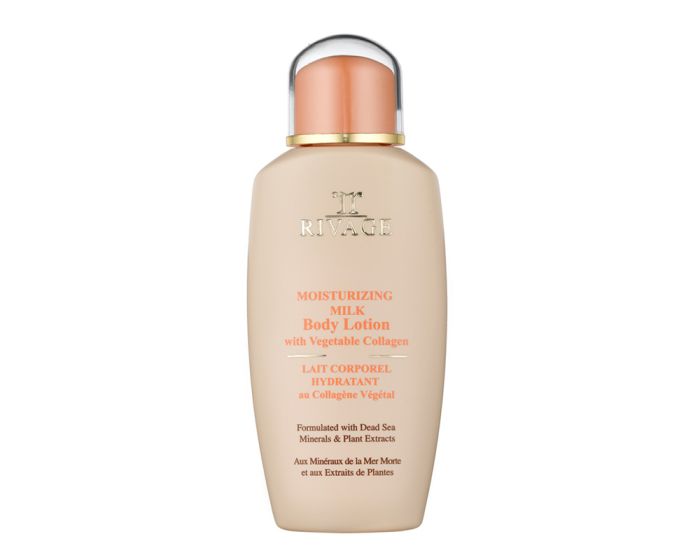 RIVAGE
MOISTURIZING
MILK
Body Lotion
with Vegetable Collagen
LAIT CORPOREL
HYDRATANT
au Collagène Végétal
Formulated with Dead Sea
Minerals & Plant Extracts
Aux Minéraux de la Mer Morte
et aux Extraits de Plantes